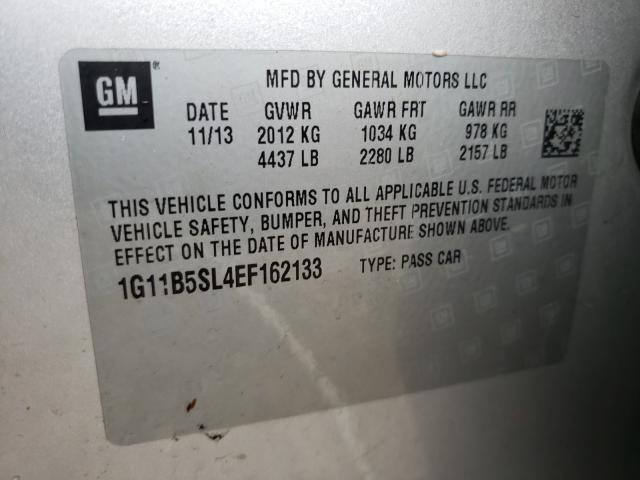 GM ®
MFD BY GENERAL MOTORS LLC
DATE GVWR GAWR FRT GAWR RR
11/13 2012 KG 1034 KG 978 KG
4437 LB 2280 LB 2157 LB
THIS VEHICLE CONFORMS TO ALL APPLICABLE U.S. FEDERAL MOTOR
VEHICLE SAFETY, BUMPER, AND THEFT PREVENTION STANDARDS IN
EFFECT ON THE DATE OF MANUFACTURE SHOWN ABOVE.
1G11B5SL4EF162133 TYPE: PASS CAR